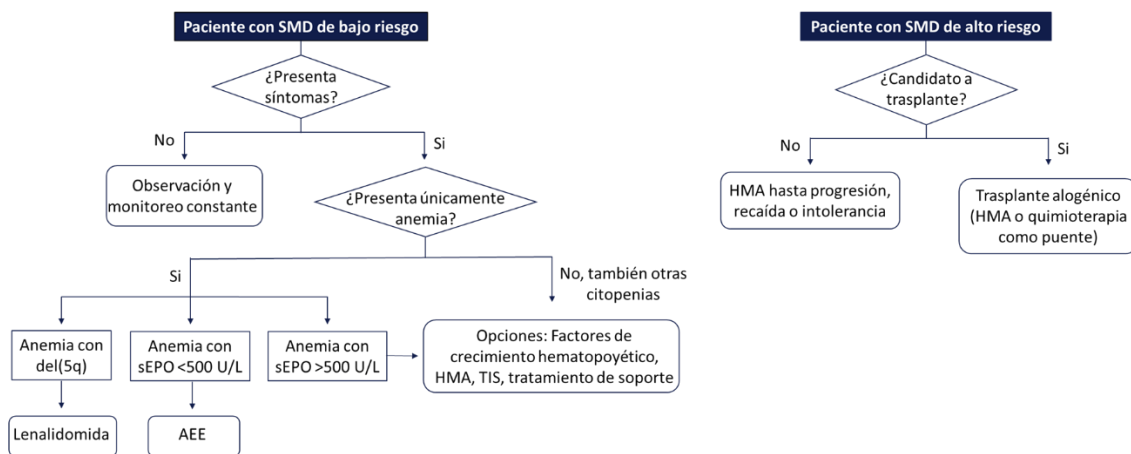 Paciente con SMD de bajo riesgo
¿Presenta
síntomas?
No
Si
Observación y
monitoreo constante
¿Presenta únicamente
anemia?
Si
No, también otras
citopenias
Anemia con
del(5q)
Anemia con
sEPO <500 U/L
Anemia con
sEPO >500 U/L
Opciones: Factores de
crecimiento hematopoyético,
HMA, TIS, tratamiento de soporte
Lenalidomida
AEE
Paciente con SMD de alto riesgo
¿Candidato a
trasplante?
No
Si
HMA hasta progresión,
recaída o intolerancia
Trasplante alogénico
(HMA o quimioterapia
como puente)